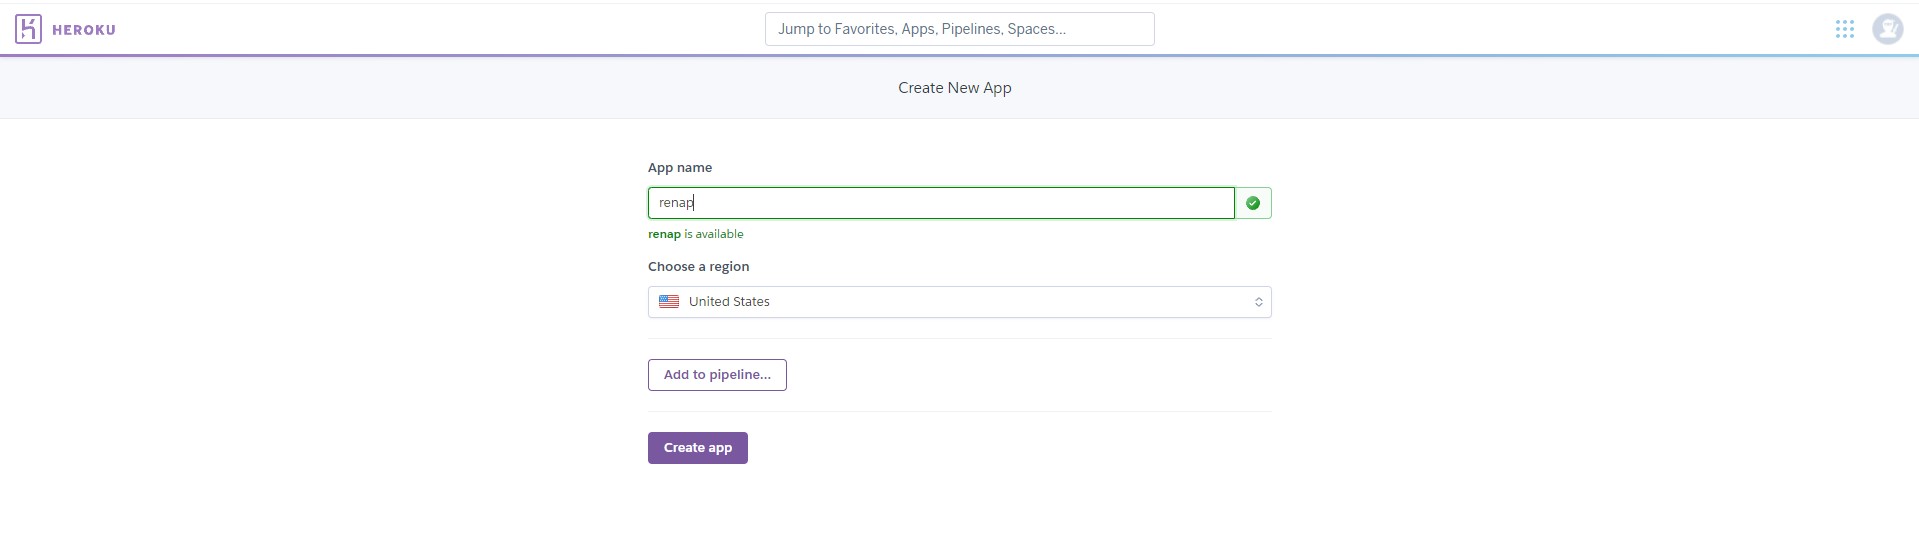 HEROKU
Jump to Favorites, Apps, Pipelines, Spaces...
Create New App
App name
renap
renap is available
Choose a region
United States
Add to pipeline...
Create app